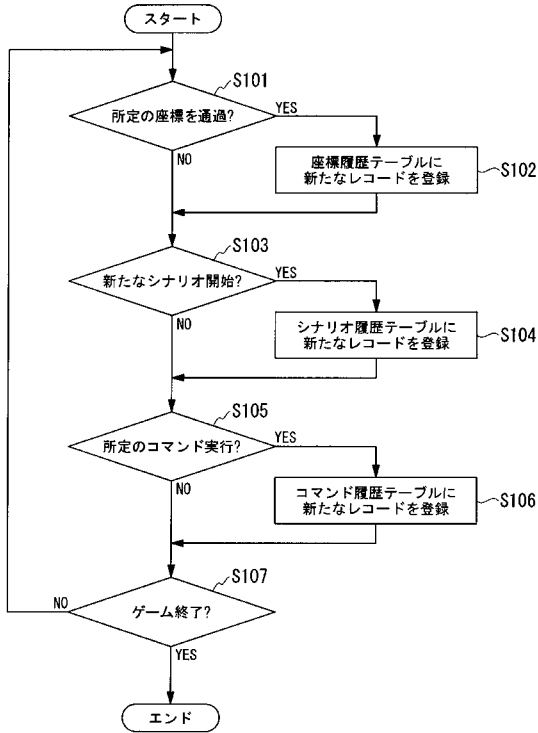 スタート
S101
所定の座標を通過?
YES
NO
座標履歴テーブルに
新たなレコードを登録
S102
S103
新たなシナリオ開始?
YES
NO
シナリオ履歴テーブルに
新たなレコードを登録
S104
S105
所定のコマンド実行?
YES
NO
コマンド履歴テーブルに
新たなレコードを登録
S106
S107
NO
ゲーム終了?
YES
エンド